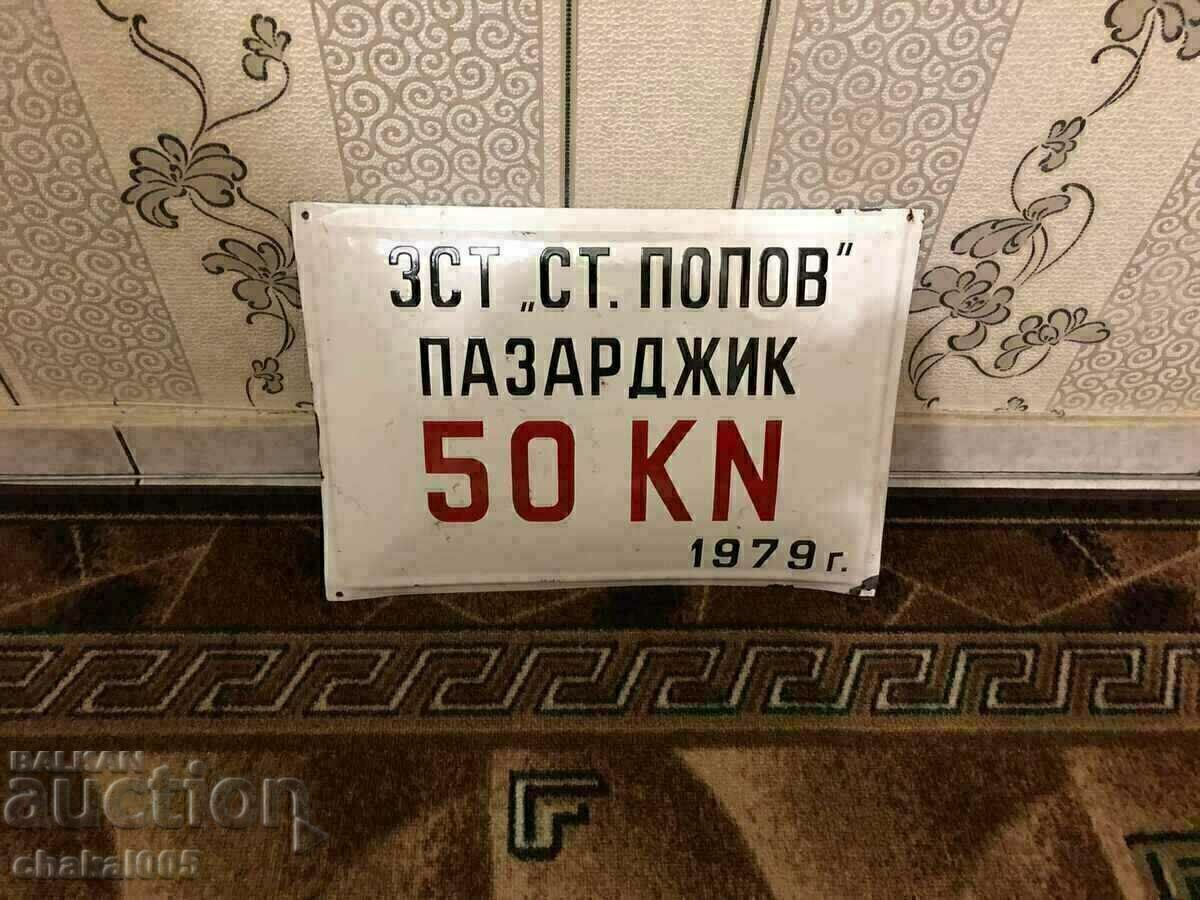 ЗСТ „СТ. ПОПОВ"
ПАЗАРДЖИК
50 KN
1979 г.
BALKAN
auction
chakal005